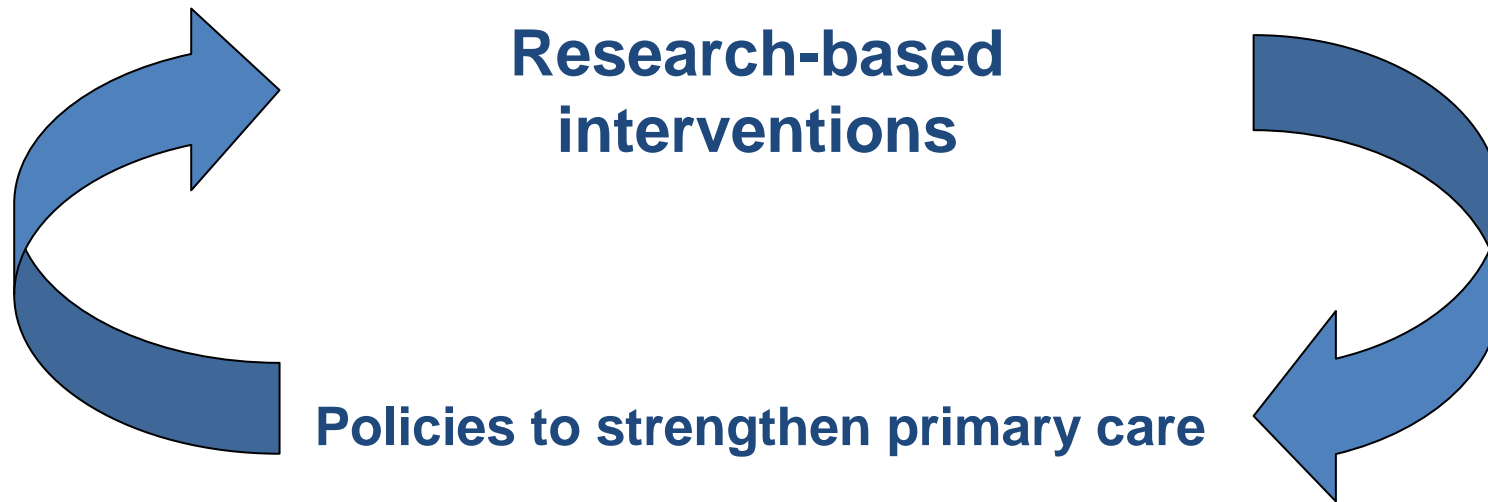 Research-based
interventions
Policies to strengthen primary care